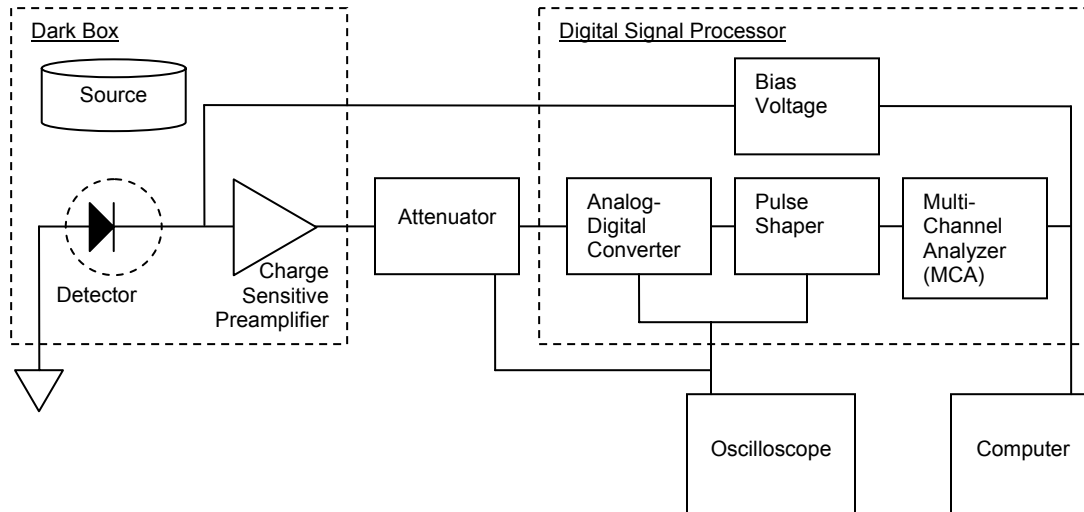 Dark Box
Source
Detector
Charge
Sensitive
Preamplifier
Attenuator
Digital Signal Processor
Bias
Voltage
Analog-
Digital
Converter
Pulse
Shaper
Multi-
Channel
Analyzer
(MCA)
Oscilloscope
Computer